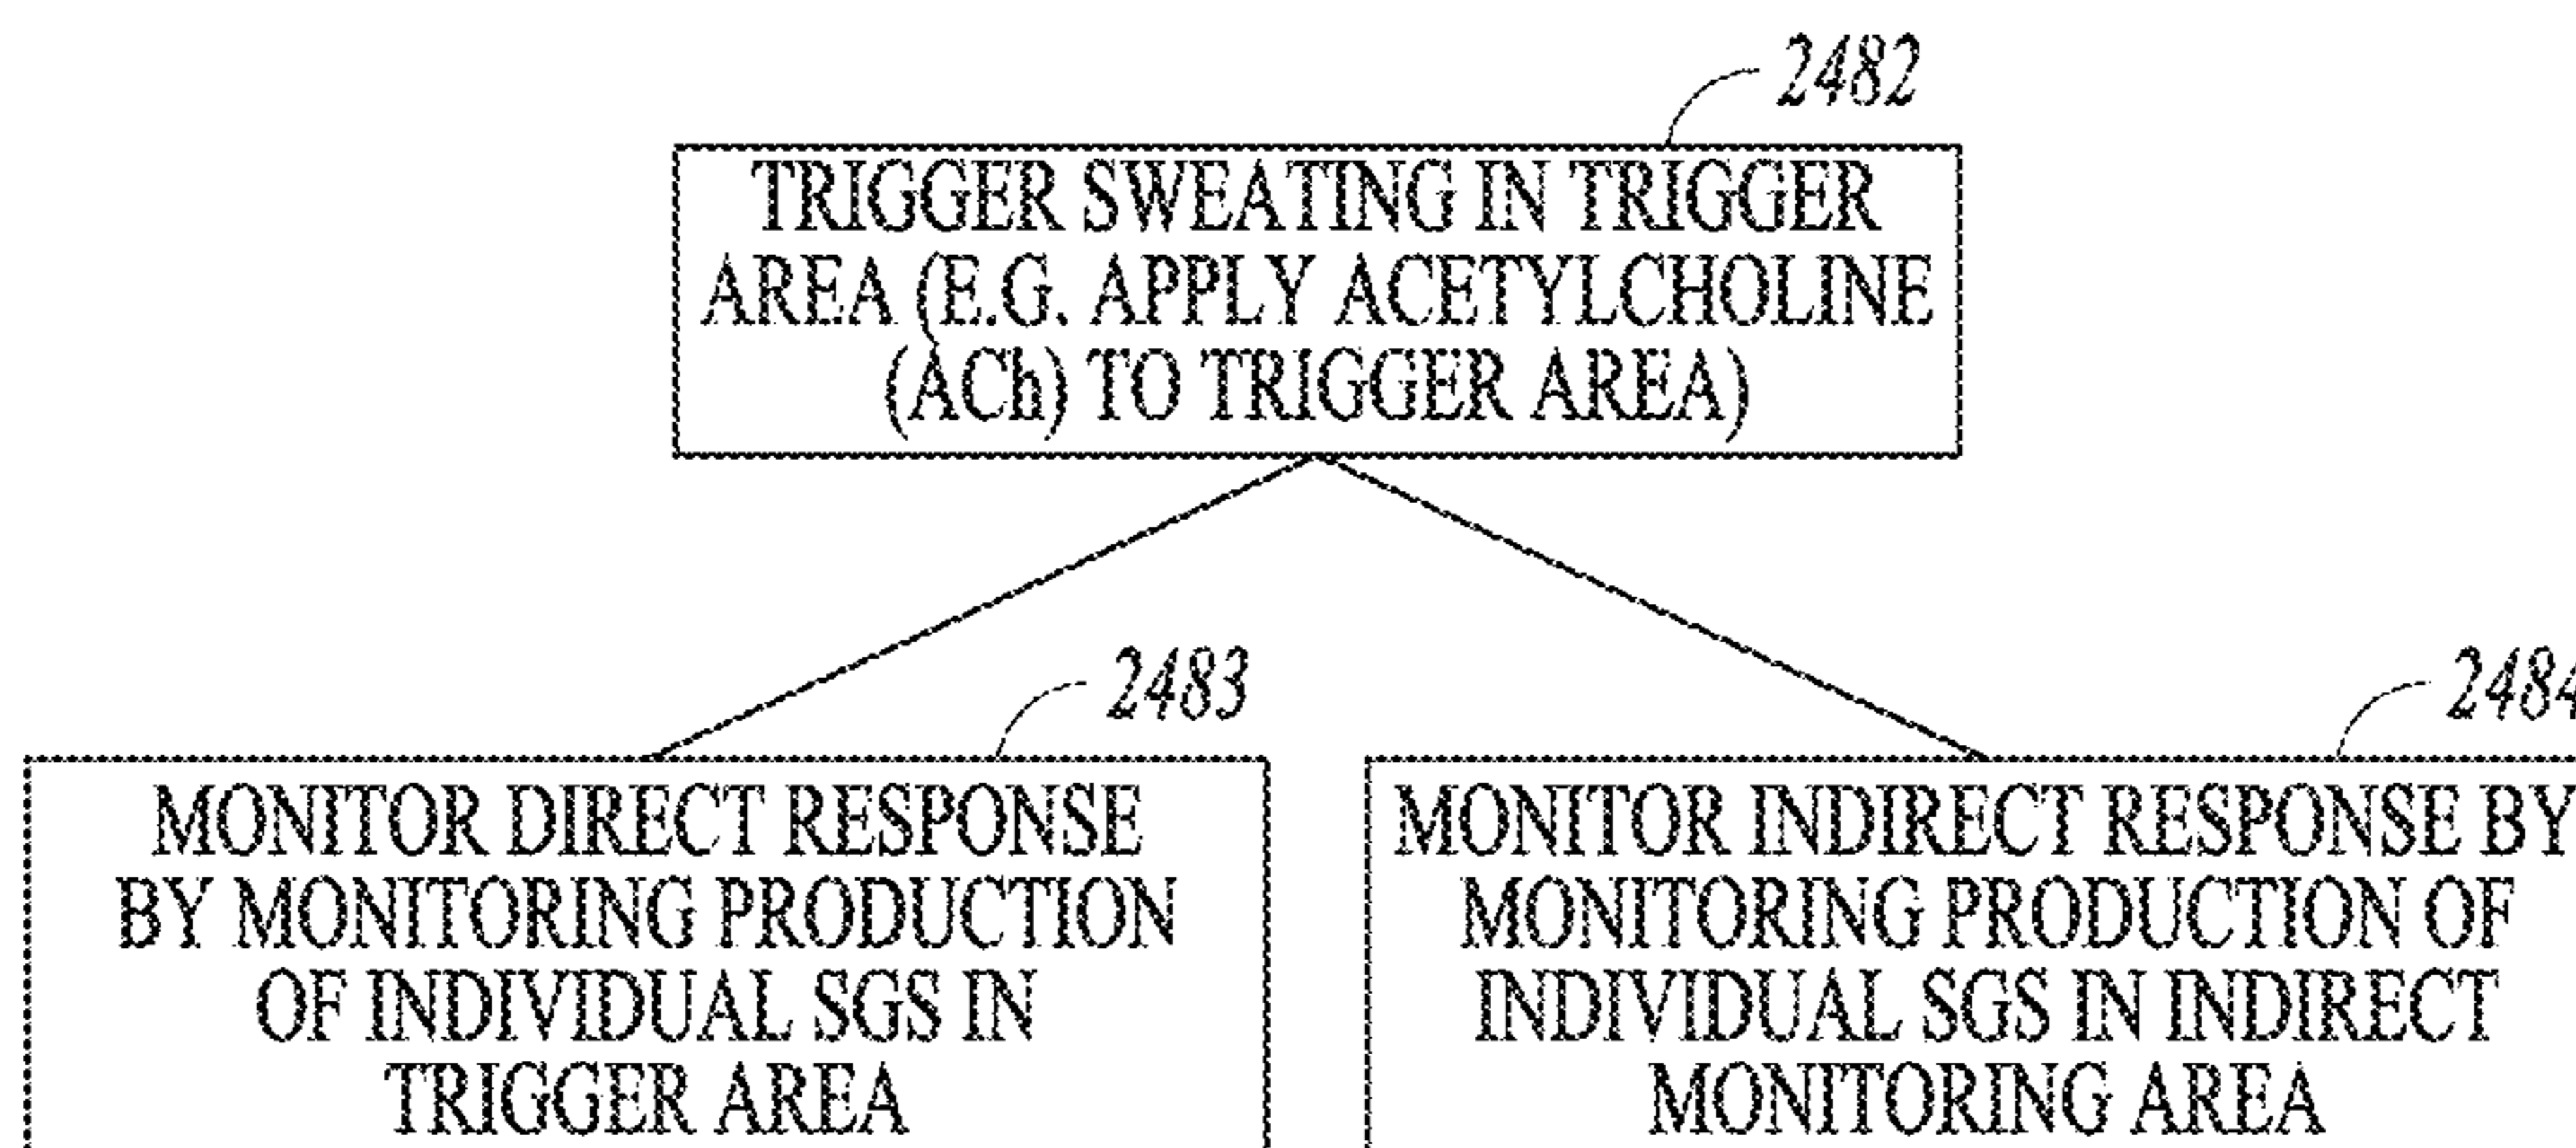 2482
TRIGGER SWEATING IN TRIGGER
AREA (E.G. APPLY ACETYLCHOLINE
(ACh) TO TRIGGER AREA)
2483
MONITOR DIRECT RESPONSE
BY MONITORING PRODUCTION
OF INDIVIDUAL SGS IN
TRIGGER AREA
2484
MONITOR INDIRECT RESPONSE BY
MONITORING PRODUCTION OF
INDIVIDUAL SGS IN INDIRECT
MONITORING AREA